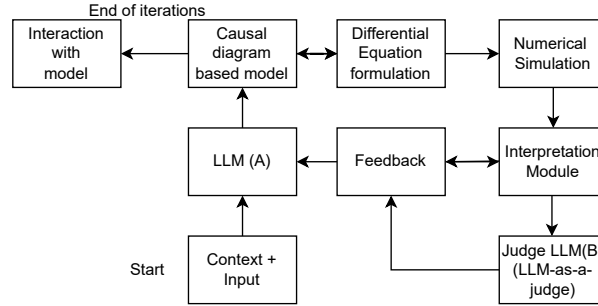 End of iterations
Interaction
with
model
Causal
diagram
based model
Differential
Equation
formulation
Numerical
Simulation
LLM (A)
Feedback
Interpretation
Module
Start
Context +
Input
Judge LLM(B
(LLM-as-a-
judge)